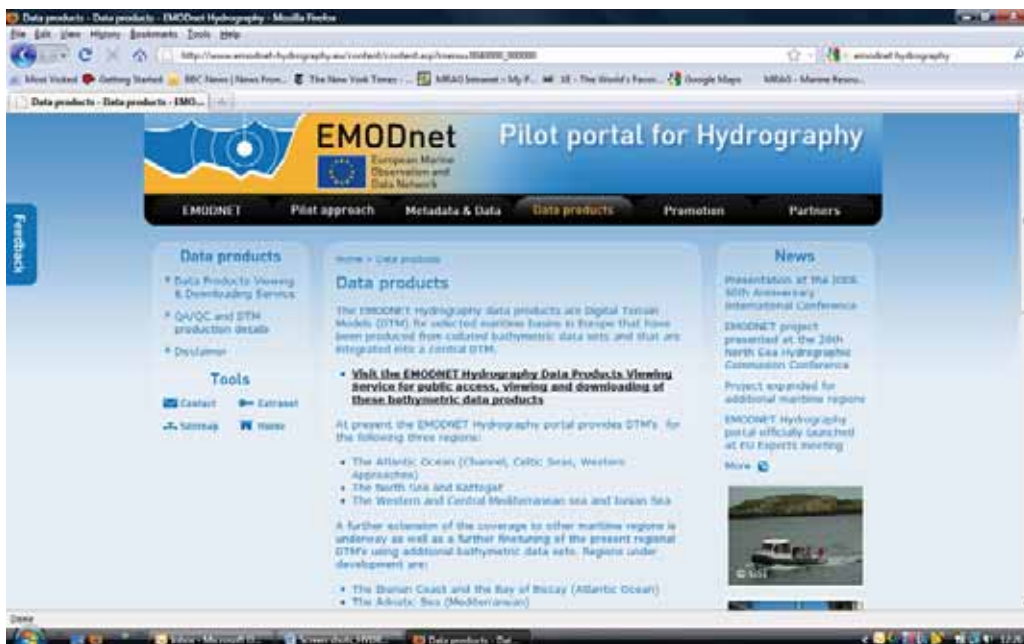 Data products - Data products - EMODnet Hydrography - Mozilla Firefox
File Edit View History Bookmarks Tools Help
emodnet hydrography
Most Visited Getting Started BBC News | News Front... The New York Times - ... MRAG Intranet - My P... Google Maps
Data products - Data products - EMO...
EMODnet
European Marine
Observation and
Data Network
Pilot portal for Hydrography
EMODNET Pilot approach Metadata & Data Data products Promotion Partners
Feedback
Data products
Data Products Viewing
& Downloading Service
QA/QC and DTM
production details
Disclaimer
Tools
Contact Extranet
Sitemap Home
Home > Data products
Data products
The EMODNET Hydrography data products are Digital Terrain
Models (DTM) for selected maritime basins in Europe that have
been produced from collated bathymetric data sets and that are
integrated into a central DTM.
Visit the EMODNET Hydrography Data Products Viewing
Service for public access, viewing and downloading of
these bathymetric data products
At present the EMODNET Hydrography portal provides DTM's for
the following three regions:
The Atlantic Ocean (Channel, Celtic Seas, Western
Approaches)
The North Sea and Kattegat
The Western and Central Mediterranean sea and Ionian Sea
A further extension of the coverage to other maritime regions is
underway as well as a further finetuning of the present regional
DTM's using additional bathymetric data sets. Regions under
development are:
The Iberian Coast and the Bay of Biscay (Atlantic Ocean)
The Adriatic Sea (Mediterranean)
News
Presentation at the
Anniversary
International Conference
EMODNET project
presented at the
North Sea Hydrographic
Commission Conference
Project expanded for
additional maritime regions
EMODNET Hydrography
portal officially launched
at EU Experts meeting
More
Done
Inbox - Microsoft O... Data products - Dat...